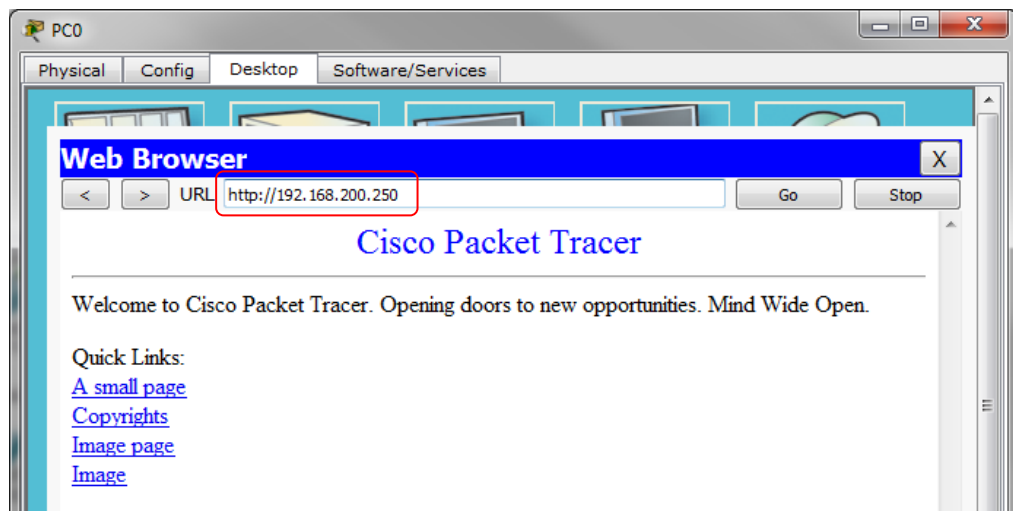 PC0
X
Physical Config Desktop Software/Services
Web Browser X
< > URL http://192.168.200.250 Go Stop
Cisco Packet Tracer
Welcome to Cisco Packet Tracer. Opening doors to new opportunities. Mind Wide Open.
Quick Links:
A small page
Copyrights
Image page
Image